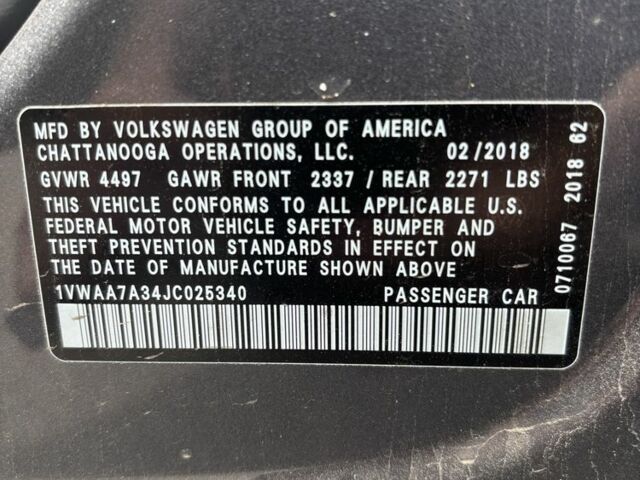 MFD BY VOLKSWAGEN GROUP OF AMERICA
CHATTANOOGA OPERATIONS, LLC. 02/2018
GVWR 4497 GAWR FRONT 2337 / REAR 2271 LBS
THIS VEHICLE CONFORMS TO ALL APPLICABLE U.S.
FEDERAL MOTOR VEHICLE SAFETY, BUMPER AND
THEFT PREVENTION STANDARDS IN EFFECT ON
THE DATE OF MANUFACTURE SHOWN ABOVE
1VWAA7A34JC025340 PASSENGER CAR
0710067 2018 62